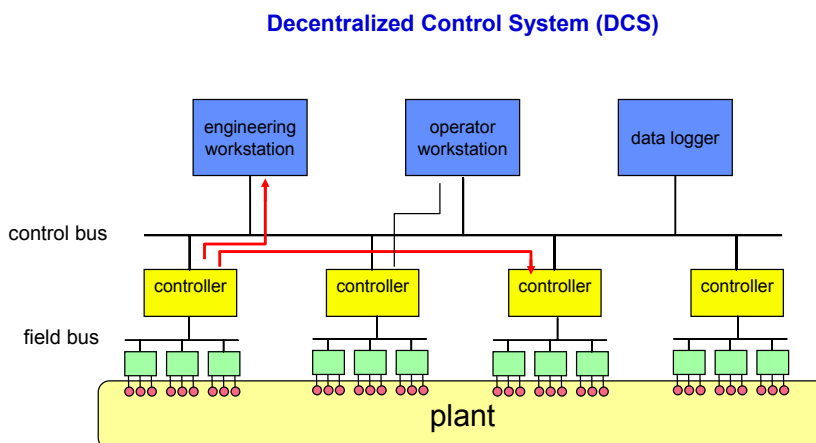 Decentralized Control System (DCS)
engineering
workstation
operator
workstation
data logger
control bus
controller
controller
controller
controller
field bus
plant